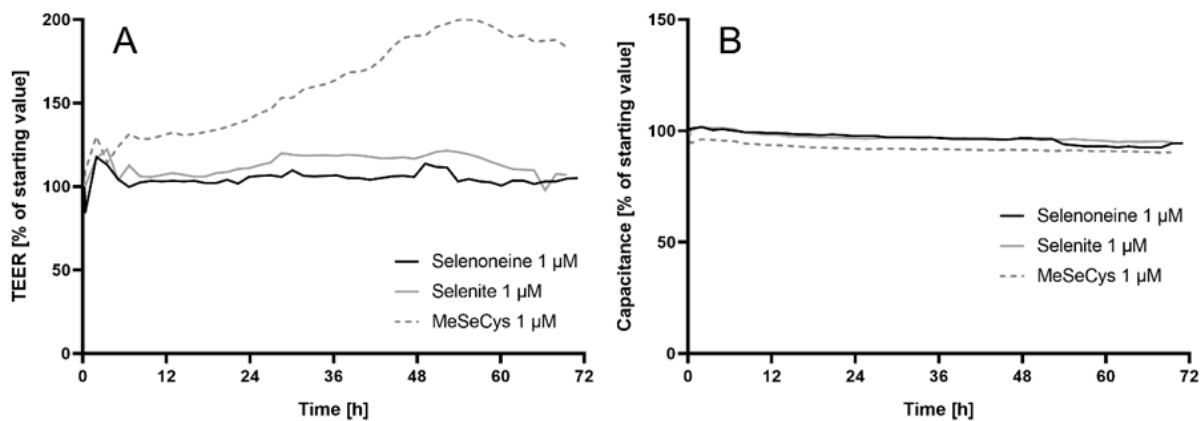 A
TEER [% of starting value]
200
150
100
50
0
Selenoneine 1 µM
Selenite 1 µM
MeSeCys 1 µM
0 12 24 36 48 60 72
Time [h]
B
Capacitance [% of starting value]
150
100
50
0
Selenoneine 1 µM
Selenite 1 µM
MeSeCys 1 µM
0 12 24 36 48 60 72
Time [h]